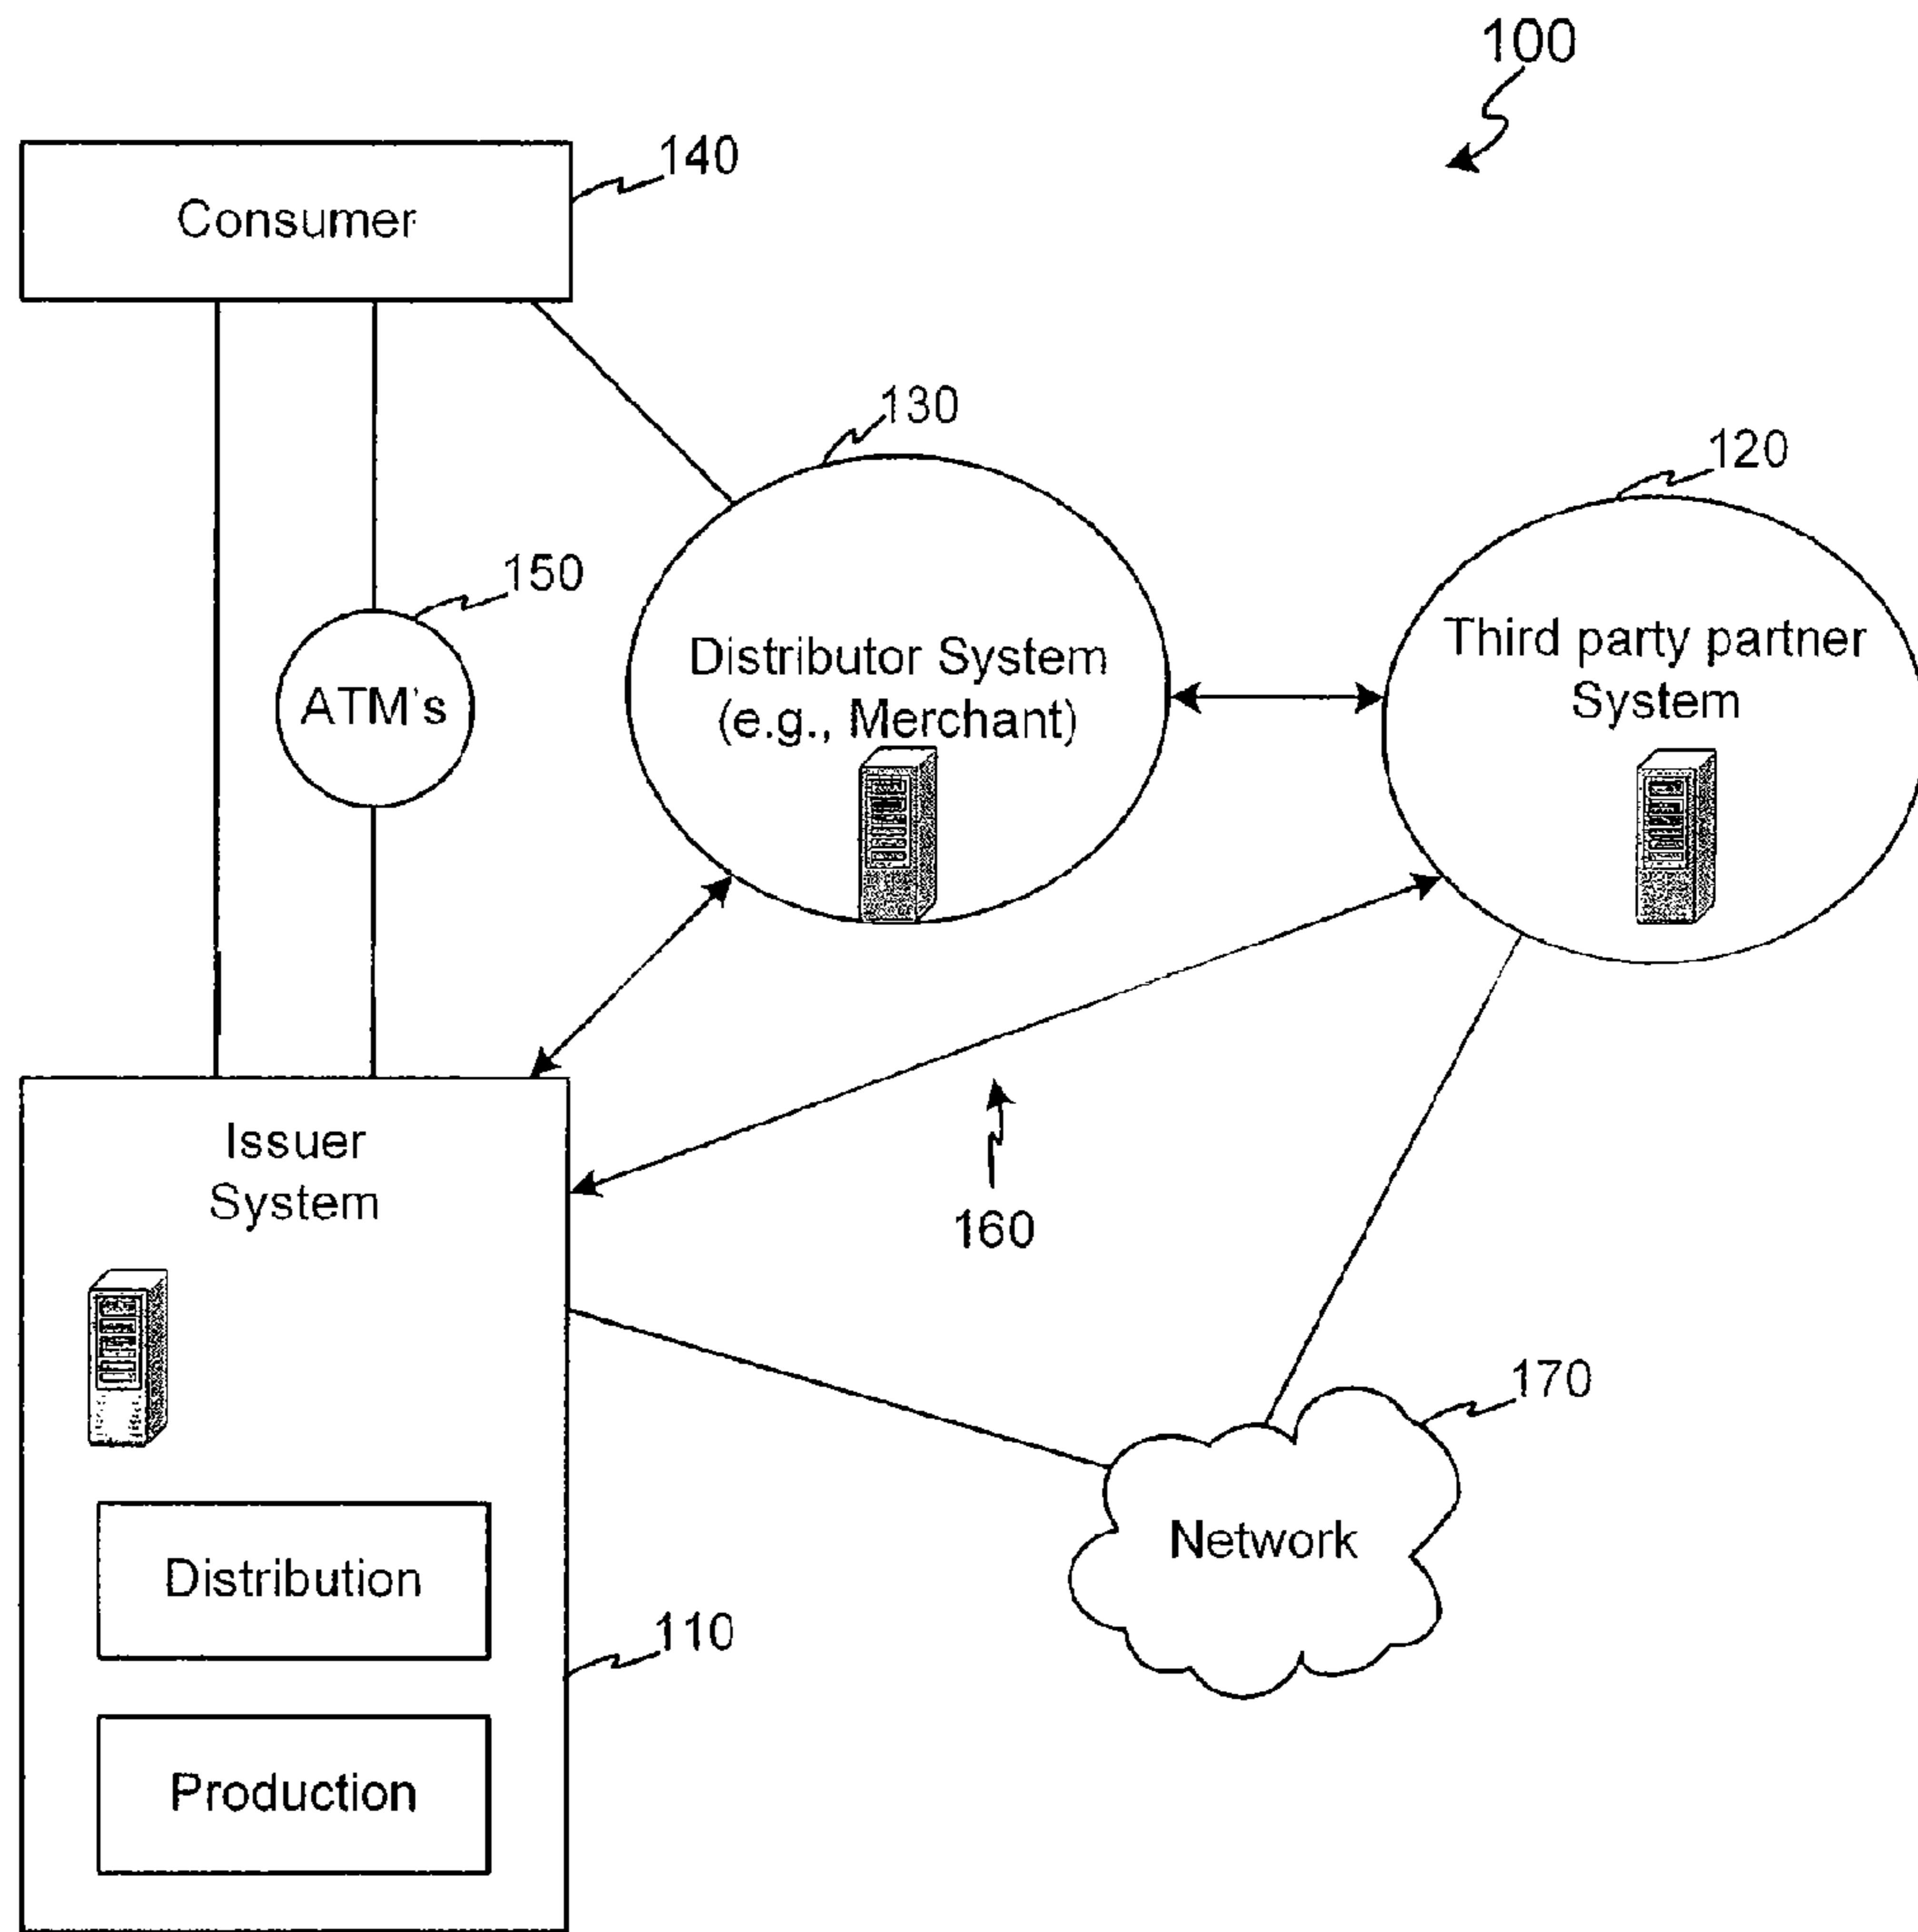 100
140
Consumer
130
120
150
Distributor System
(e.g., Merchant)
Third party partner
System
ATM's
Issuer
System
160
170
Network
Distribution
110
Production